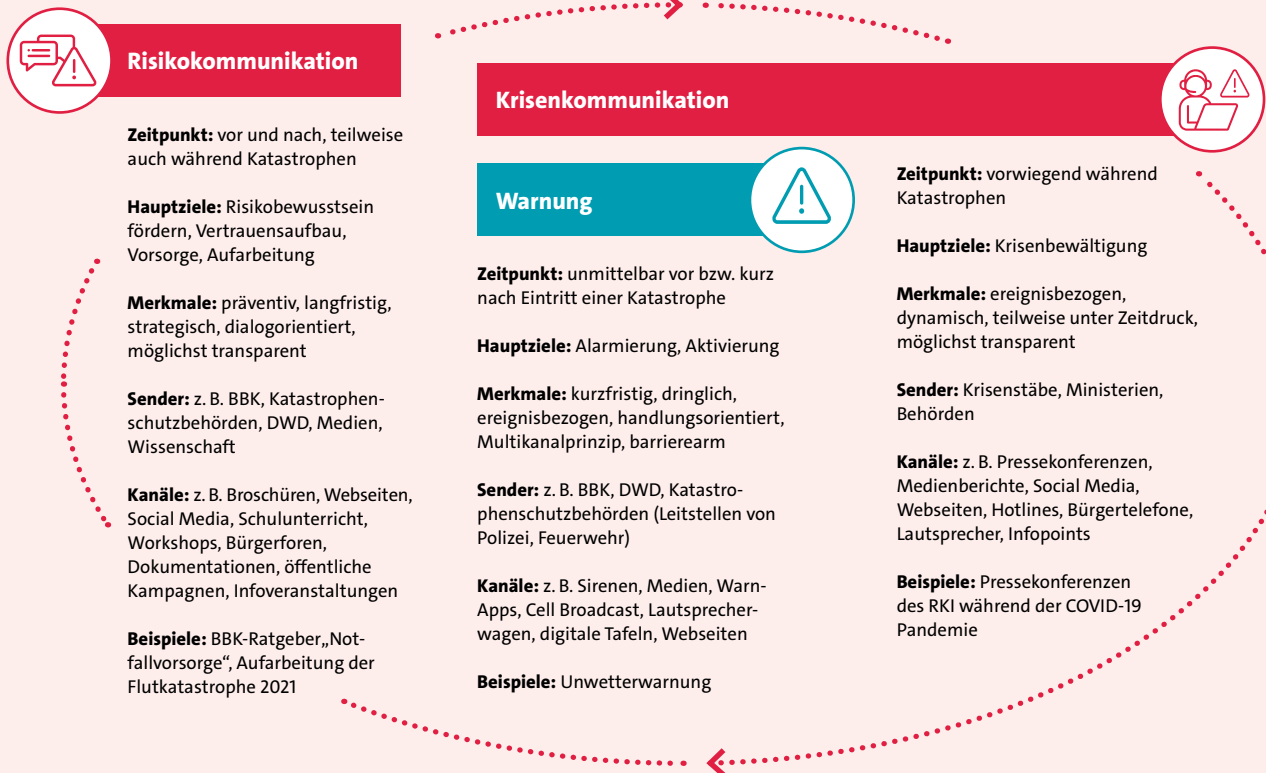 Risikokommunikation
Zeitpunkt: vor und nach, teilweise
auch während Katastrophen
Hauptziele: Risikobewusstsein
fördern, Vertrauensaufbau,
Vorsorge, Aufarbeitung
Merkmale: präventiv, langfristig,
strategisch, dialogorientiert,
möglichst transparent
Sender: z. B. BBK, Katastrophen-
schutzbehörden, DWD, Medien,
Wissenschaft
Kanäle: z. B. Broschüren, Webseiten,
Social Media, Schulunterricht,
Workshops, Bürgerforen,
Dokumentationen, öffentliche
Kampagnen, Infoveranstaltungen
Beispiele: BBK-Ratgeber„Not-
fallvorsorge“, Aufarbeitung der
Flutkatastrophe 2021
Krisenkommunikation
Warnung
Zeitpunkt: unmittelbar vor bzw. kurz
nach Eintritt einer Katastrophe
Hauptziele: Alarmierung, Aktivierung
Merkmale: kurzfristig, dringlich,
ereignisbezogen, handlungsorientiert,
Multikanalprinzip, barrierearm
Sender: z. B. BBK, DWD, Katastro-
phenschutzbehörden (Leitstellen von
Polizei, Feuerwehr)
Kanäle: z. B. Sirenen, Medien, Warn-
Apps, Cell Broadcast, Lautsprecher-
wagen, digitale Tafeln, Webseiten
Beispiele: Unwetterwarnung
Zeitpunkt: vorwiegend während
Katastrophen
Hauptziele: Krisenbewältigung
Merkmale: ereignisbezogen,
dynamisch, teilweise unter Zeitdruck,
möglichst transparent
Sender: Krisenstäbe, Ministerien,
Behörden
Kanäle: z. B. Pressekonferenzen,
Medienberichte, Social Media,
Webseiten, Hotlines, Bürgertelefone,
Lautsprecher, Infopoints
Beispiele: Pressekonferenzen
des RKI während der COVID-19
Pandemie